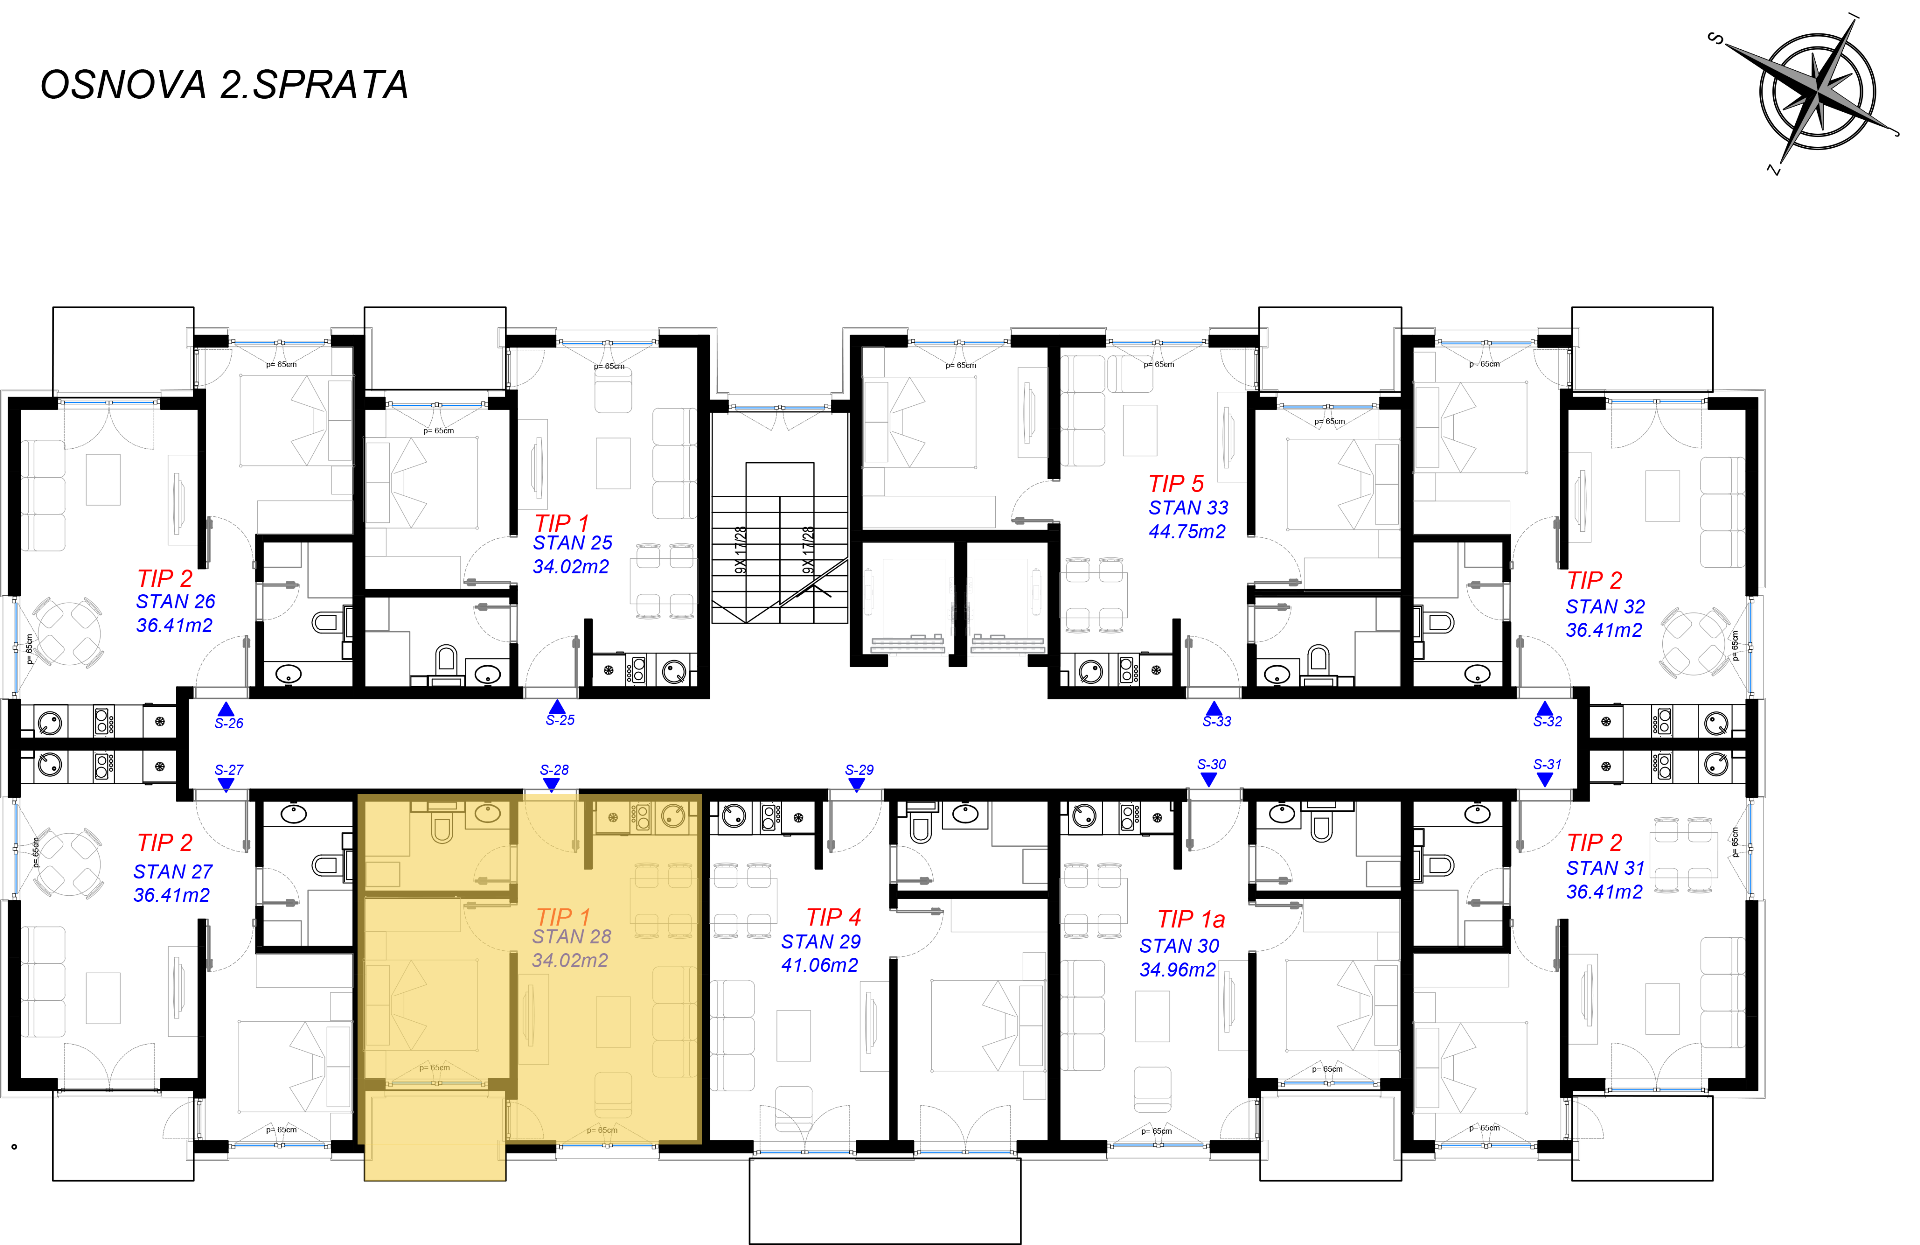 OSNOVA 2.SPRATA
S
I
J
Z
p= 65cm
p= 65cm
p= 65cm
p= 65cm
p= 65cm
p= 65cm
p= 65cm
p= 65cm
TIP 1
STAN 25
34.02m2
TIP 2
STAN 26
36.41m2
p= 65cm
9X17/28
9X17/28
TIP 5
STAN 33
44.75m2
TIP 2
STAN 32
36.41m2
p= 65cm
S-26
S-25
S-33
S-32
S-27
S-28
S-29
S-30
S-31
p= 65cm
TIP 2
STAN 27
36.41m2
TIP 1
STAN 28
34.02m2
TIP 4
STAN 29
41.06m2
TIP 1a
STAN 30
34.96m2
TIP 2
STAN 31
36.41m2
p= 65cm
p= 65cm
p= 65cm
p= 65cm
p= 65cm
p= 65cm
p= 65cm